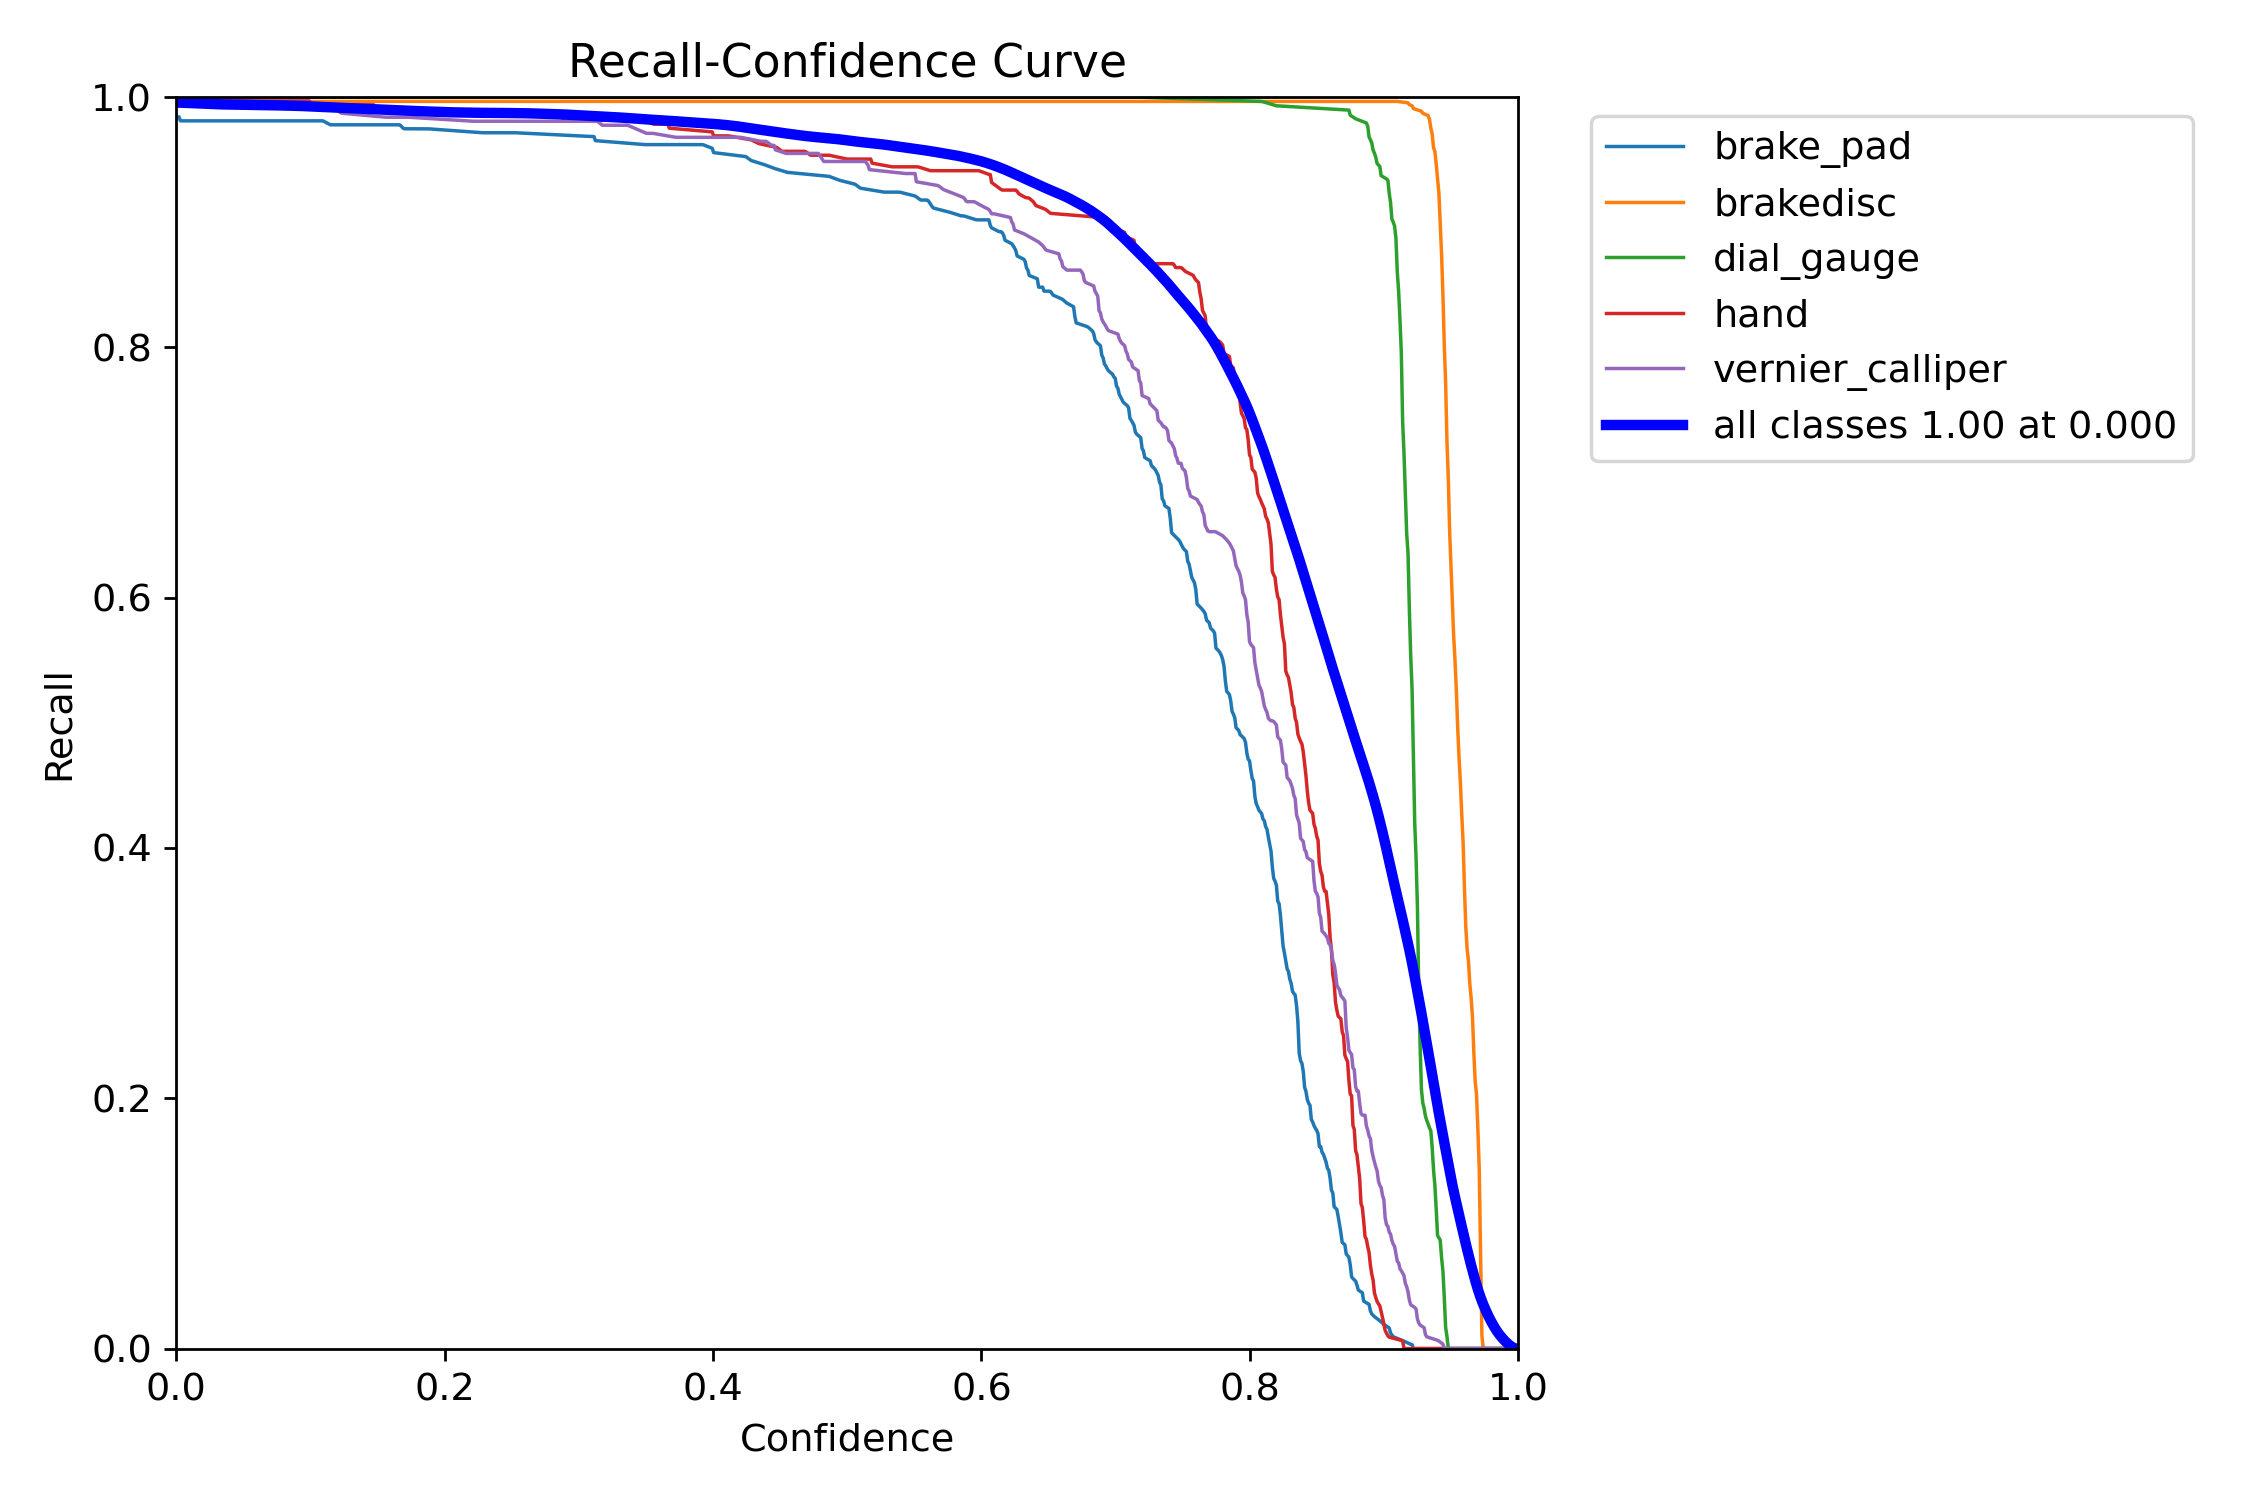 Recall-Confidence Curve
1.0
0.8
0.6
0.4
0.2
0.0
Recall
0.0 0.2 0.4 0.6 0.8 1.0
Confidence
brake_pad
brakedisc
dial_gauge
hand
vernier_calliper
all classes 1.00 at 0.000